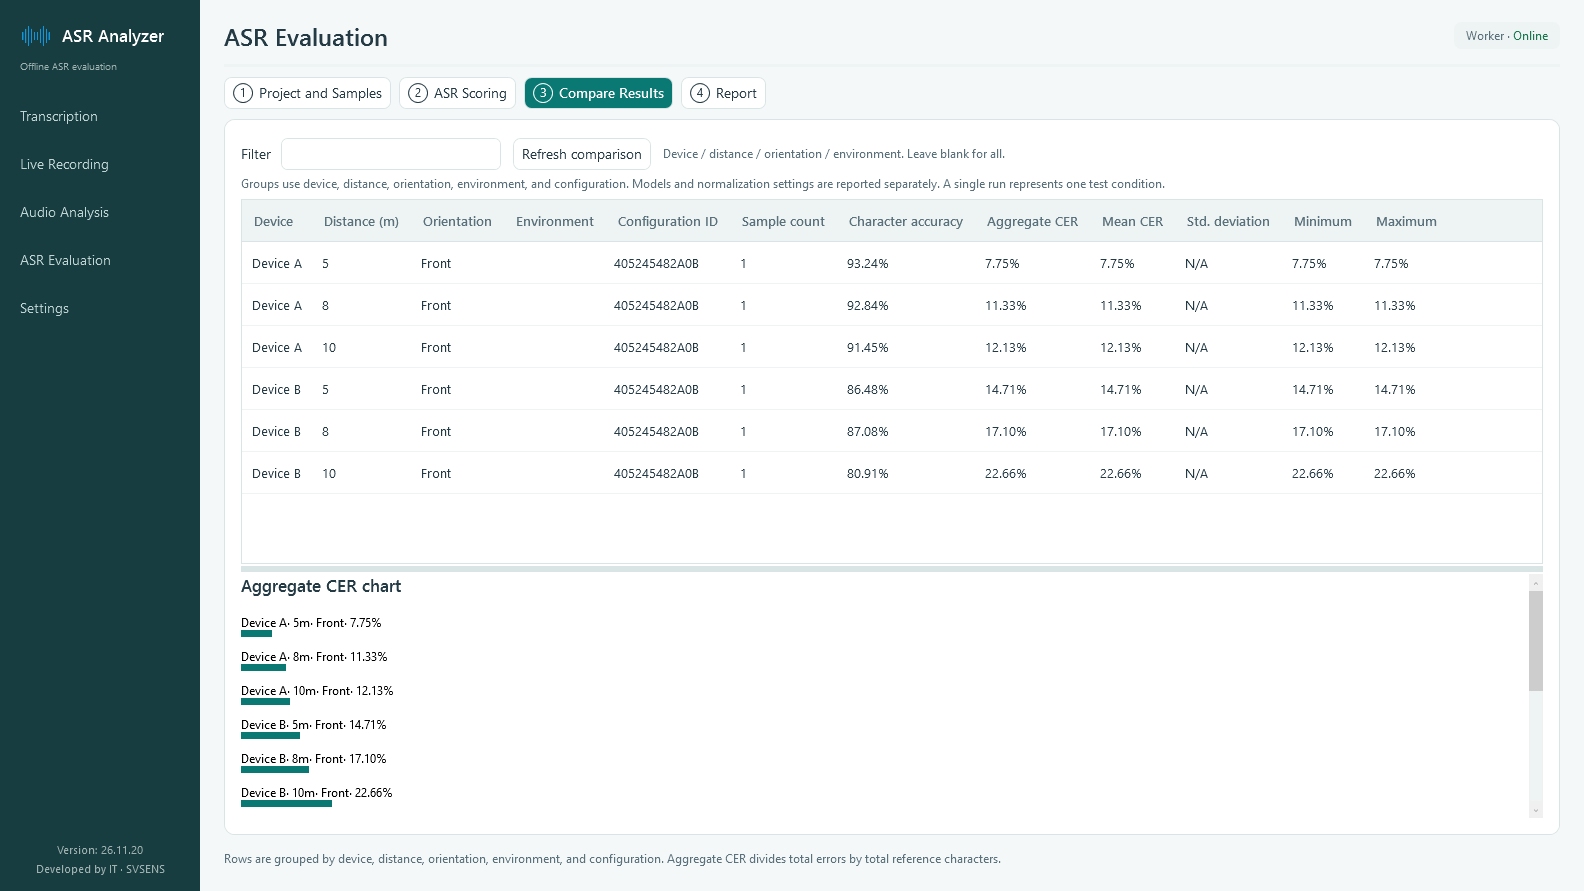 ASR Analyzer
Offline ASR evaluation
Transcription
Live Recording
Audio Analysis
ASR Evaluation
Settings
Version: 26.11.20
Developed by IT · SVSENS
ASR Evaluation
Worker · Online
1 Project and Samples 2 ASR Scoring 3 Compare Results 4 Report
Filter Refresh comparison Device / distance / orientation / environment. Leave blank for all.
Groups use device, distance, orientation, environment, and configuration. Models and normalization settings are reported separately. A single run represents one test condition.
Device Distance (m) Orientation Environment Configuration ID Sample count Character accuracy Aggregate CER Mean CER Std. deviation Minimum Maximum
Device A 5 Front 405245482A0B 1 93.24% 7.75% 7.75% N/A 7.75% 7.75%
Device A 8 Front 405245482A0B 1 92.84% 11.33% 11.33% N/A 11.33% 11.33%
Device A 10 Front 405245482A0B 1 91.45% 12.13% 12.13% N/A 12.13% 12.13%
Device B 5 Front 405245482A0B 1 86.48% 14.71% 14.71% N/A 14.71% 14.71%
Device B 8 Front 405245482A0B 1 87.08% 17.10% 17.10% N/A 17.10% 17.10%
Device B 10 Front 405245482A0B 1 80.91% 22.66% 22.66% N/A 22.66% 22.66%
Aggregate CER chart
Device A· 5m· Front· 7.75%
Device A· 8m· Front· 11.33%
Device A· 10m· Front· 12.13%
Device B· 5m· Front· 14.71%
Device B· 8m· Front· 17.10%
Device B· 10m· Front· 22.66%
Rows are grouped by device, distance, orientation, environment, and configuration. Aggregate CER divides total errors by total reference characters.